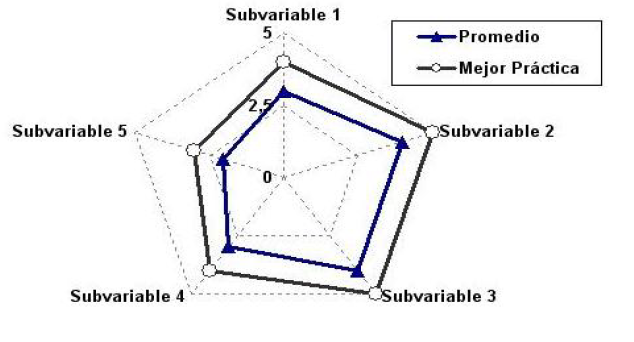 Subvariable 1
5
Promedio
Mejor Práctica
2,5
Subvariable 5
Subvariable 2
0
Subvariable 4
Subvariable 3